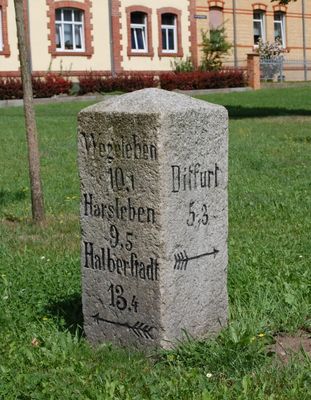 Wegeleben
10,1
Harsleben
9,5
Halberstadt
13,4
Ditfurt
5,3